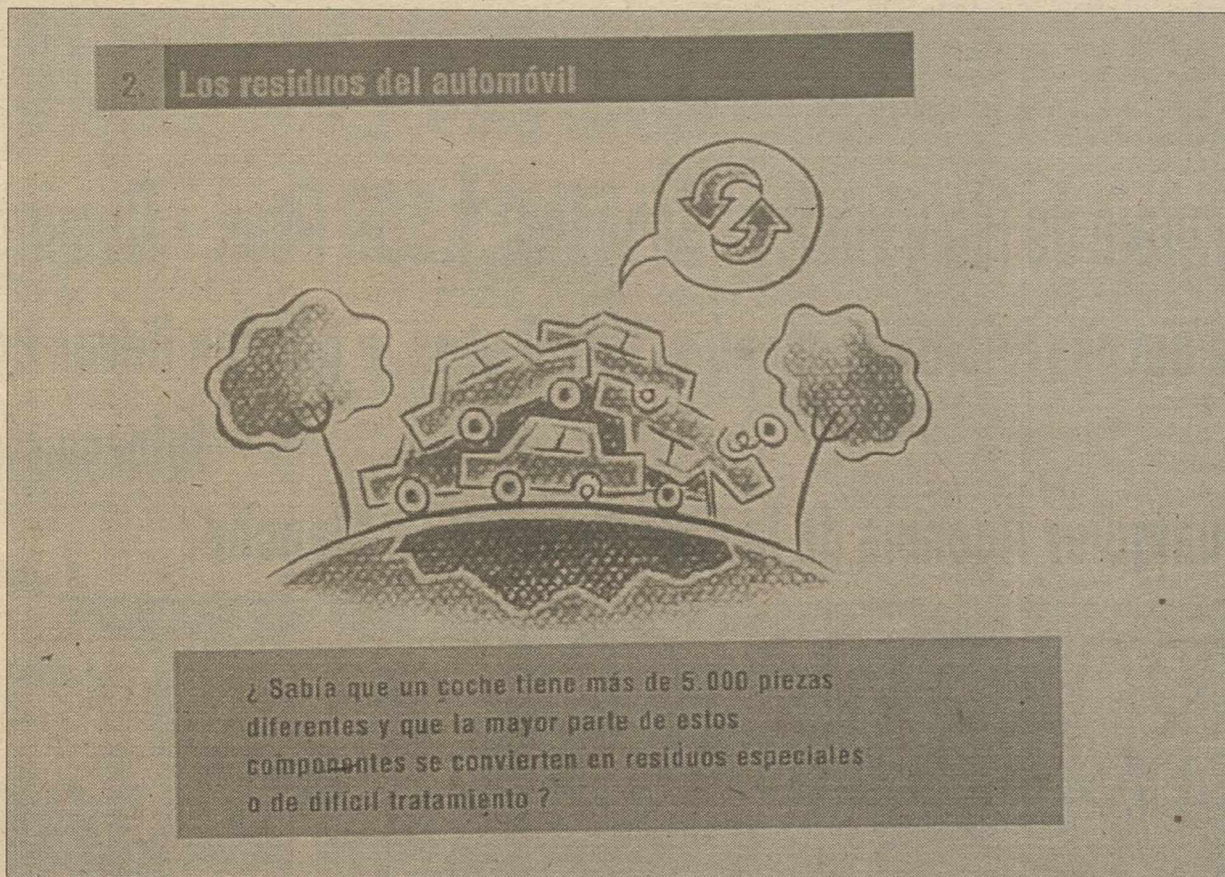 2. Los residuos del automóvil
¿ Sabía que un coche tiene más de 5.000 piezas
diferentes y que la mayor parte de estos
componentes se convierten en residuos especiales
o de difícil tratamiento ?